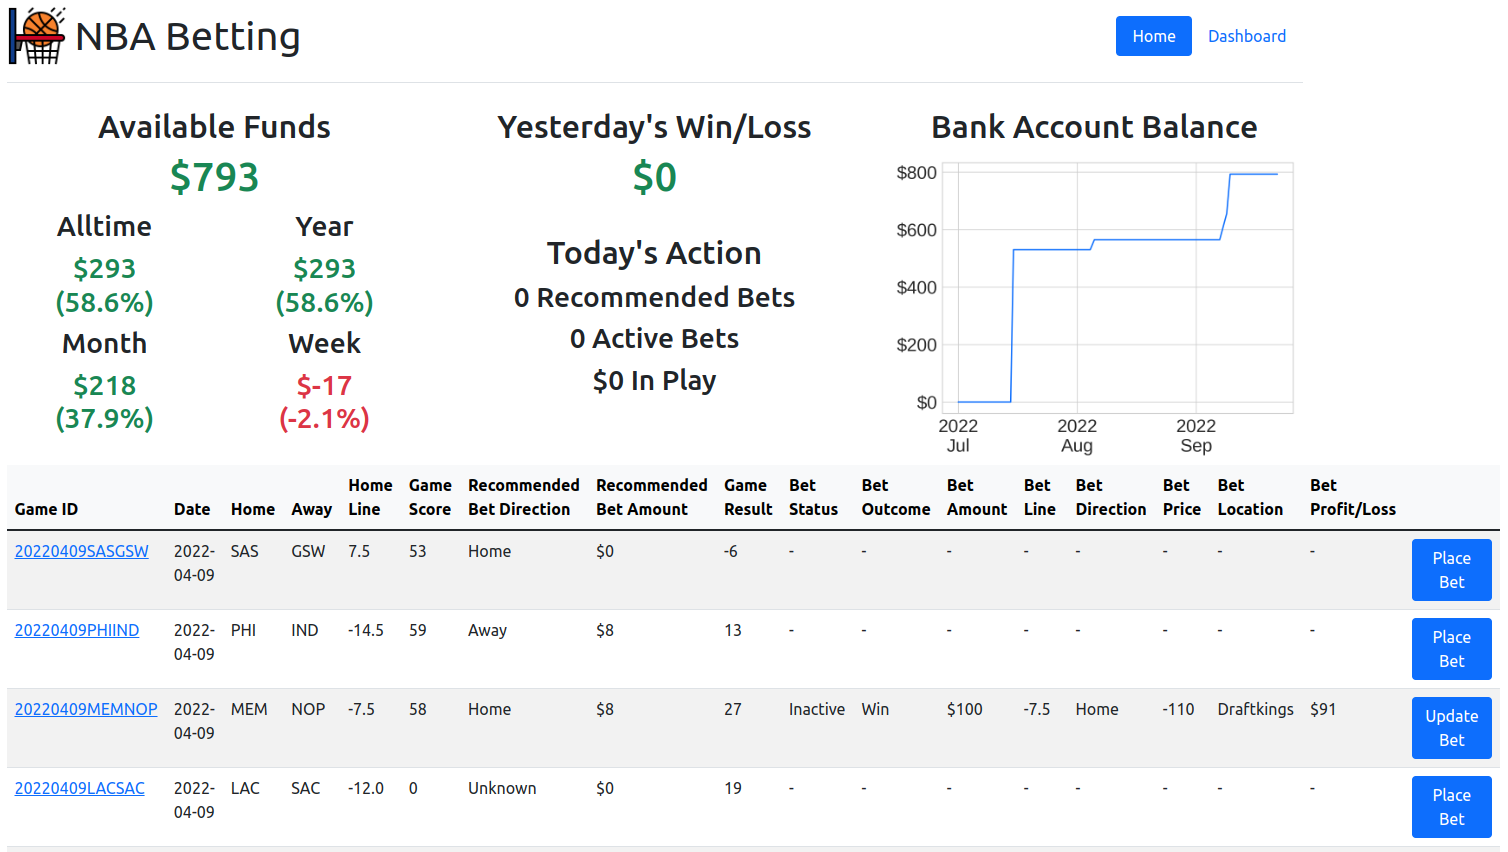 NBA Betting
Home Dashboard
Available Funds
$793
Alltime Year
$293 $293
(58.6%) (58.6%)
Month Week
$218 $-17
(37.9%) (-2.1%)
Yesterday's Win/Loss
$0
Today's Action
0 Recommended Bets
0 Active Bets
$0 In Play
Bank Account Balance
$800
$600
$400
$200
$0
2022 2022 2022
Jul Aug Sep
Home Game Recommended Recommended Game Bet Bet Bet Bet Bet Bet Bet Bet
Game ID Date Home Away Line Score Bet Direction Bet Amount Result Status Outcome Amount Line Direction Price Location Profit/Loss
20220409SASGSW 2022- SAS GSW 7.5 53 Home $0 -6 - - - - - - - - Place
04-09 Bet
20220409PHIIND 2022- PHI IND -14.5 59 Away $8 13 - - - - - - - - Place
04-09 Bet
20220409MEMNOP 2022- MEM NOP -7.5 58 Home $8 27 Inactive Win $100 -7.5 Home -110 Draftkings $91 Update
04-09 Bet
20220409LACSAC 2022- LAC SAC -12.0 0 Unknown $0 19 - - - - - - - - Place
04-09 Bet